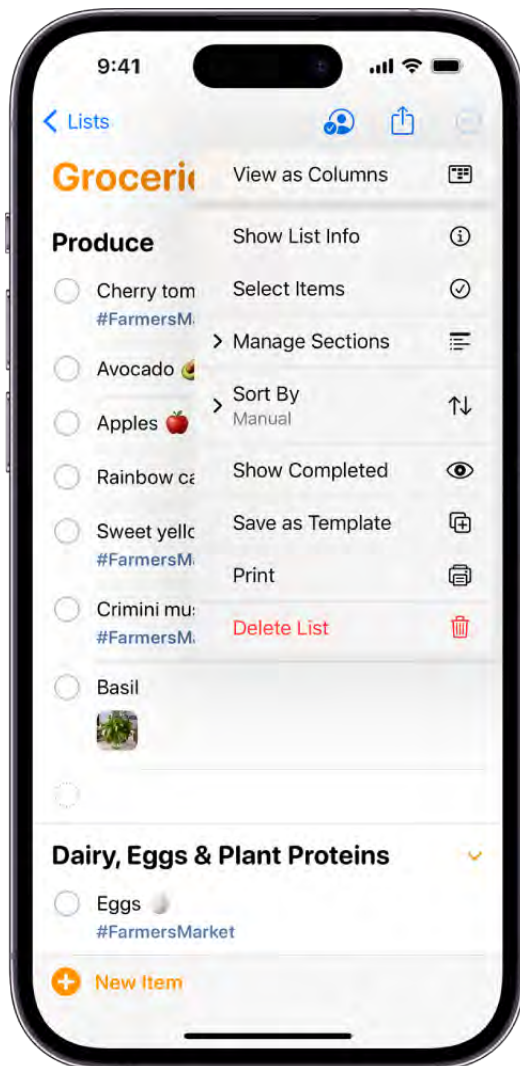 9:41
Lists
Groceri
View as Columns
Produce
Show List Info
Cherry tom
Select Items
#FarmersM
Manage Sections
Avocado 🥑
Sort By
Manual
Apples 🍎
Rainbow ca
Show Completed
Sweet yello
Save as Template
#FarmersM
Print
Crimini mu
Delete List
#FarmersM
Basil
Dairy, Eggs & Plant Proteins
Eggs 🥚
#FarmersMarket
New Item